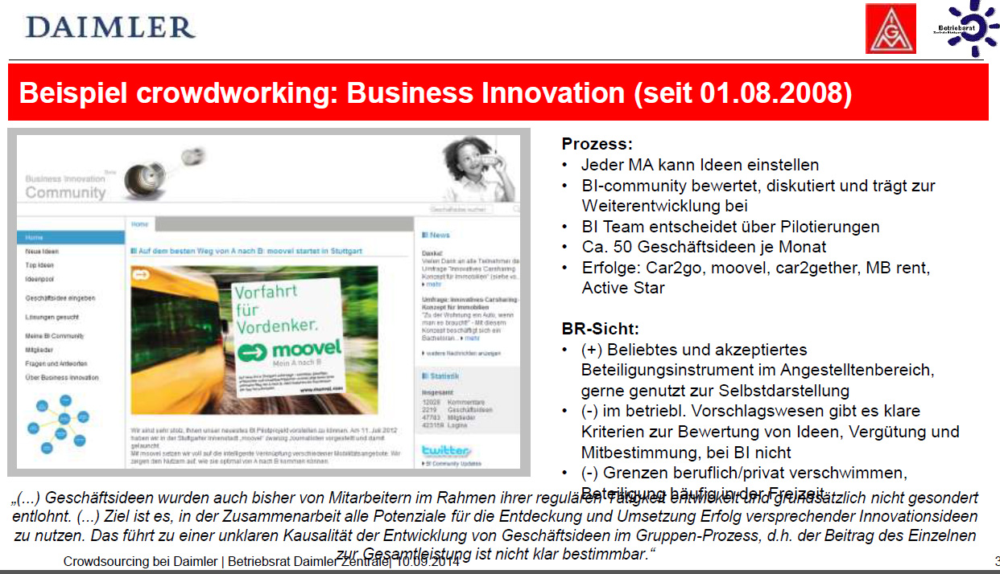 DAIMLER
IGM
Betriebsrat
Beispiel crowdworking: Business Innovation (seit 01.08.2008)
Business Innovation
Beta
Community
Geschäftsidee suchen
Home
Home
Neue Ideen
Top Ideen
Ideenpool
Geschäftsidee eingeben
Lösungen gesucht
Meine BI Community
Mitglieder
Fragen und Antworten
Über Business Innovation
Auf dem besten Weg von A nach B: moovel startet in Stuttgart
Vorfahrt
für
Vordenker.
moovel
Mein A nach B
www.moovel.com
Wir sind sehr stolz, Ihnen unser neuestes BI Pilotprojekt vorstellen zu können. Am 11. Juli 2012
haben wir in der Stuttgarter Innenstadt „moovel" zwanzig Journalisten vorgestellt und damit
gelauncht.
Mit moovel setzen wir voll auf die intelligente Verknüpfung verschiedener Mobilitätsangebote. Wir
zeigen den Nutzern auf, wie sie optimal von A nach B kommen können.
News
Danke!
Vielen Dank an alle Teilnehmer de
Umfrage "Innovatives Carsharing
Konzept für Immobilien" (siehe vo...
mehr
Umfrage: Innovatives Carsharing-
Konzept für Immobilien
"Zu der Wohnung ein Auto, wenn
man es braucht" - Mit diesem
Konzept beschäftigt sich ein
Bacheloran... mehr
weitere Nachrichten anzeigen
Statistik
Insgesamt
12028 Kommentare
2219 Geschäftsideen
47763 Mitglieder
423159 Logins
twitter
BI Community Updates
Prozess:
• Jeder MA kann Ideen einstellen
• BI-community bewertet, diskutiert und trägt zur
Weiterentwicklung bei
• BI Team entscheidet über Pilotierungen
• Ca. 50 Geschäftsideen je Monat
• Erfolge: Car2go, moovel, car2gether, MB rent,
Active Star
BR-Sicht:
• (+) Beliebtes und akzeptiertes
Beteiligungsinstrument im Angestelltenbereich,
gerne genutzt zur Selbstdarstellung
• (-) im betriebl. Vorschlagswesen gibt es klare
Kriterien zur Bewertung von Ideen, Vergütung und
Mitbestimmung, bei BI nicht
• (-) Grenzen beruflich/privat verschwimmen,
Beteiligung häufig in der Freizeit
„(...) Geschäftsideen wurden auch bisher von Mitarbeitern im Rahmen ihrer regulären Tätigkeit entwickelt und grundsätzlich nicht gesondert
entlohnt. (...) Ziel ist es, in der Zusammenarbeit alle Potenziale für die Entdeckung und Umsetzung Erfolg versprechender Innovationsideen
zu nutzen. Das führt zu einer unklaren Kausalität der Entwicklung von Geschäftsideen im Gruppen-Prozess, d.h. der Beitrag des Einzelnen
zur Gesamtleistung ist nicht klar bestimmbar.“
Crowdsourcing bei Daimler | Betriebsrat Daimler Zentrale| 10.09.2014
3